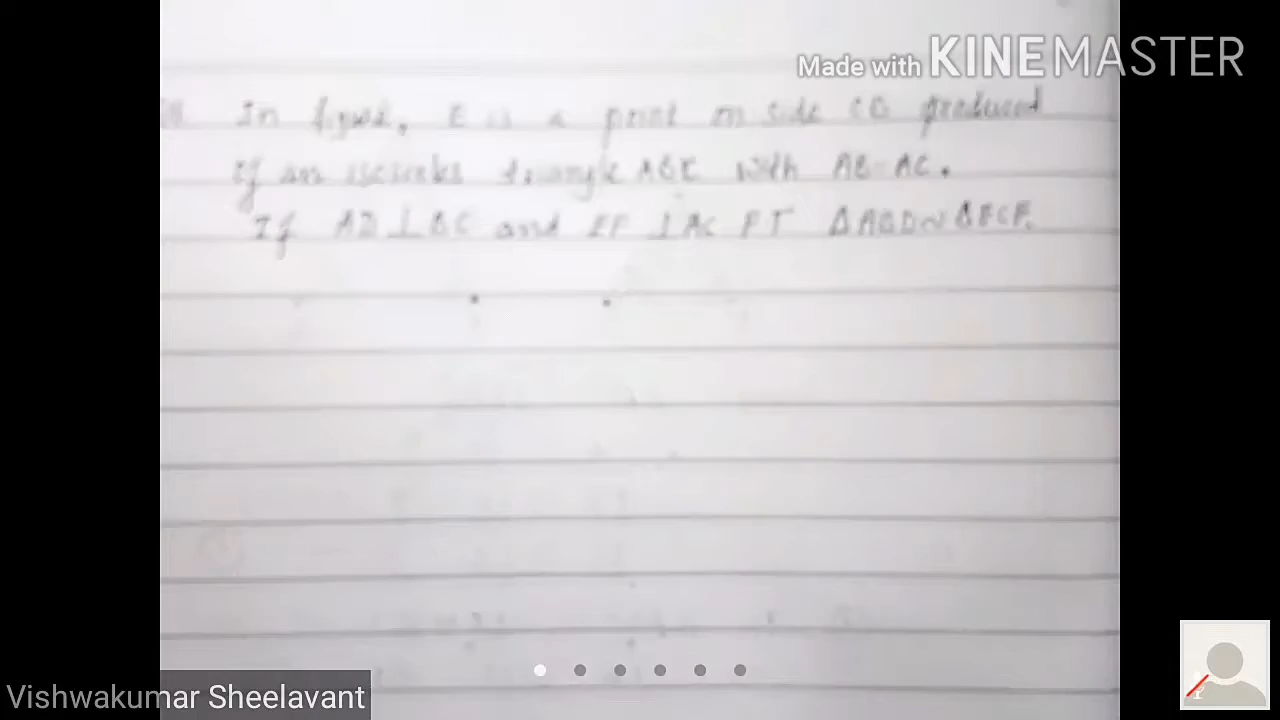 Made with KINEMASTER
In figure, E is a point on side CB produced
of an isosceles triangle ABC with AB=AC.
If AD⊥BC and EF ⊥AC PT ΔABD~ΔECF.
Vishwakumar Sheelavant